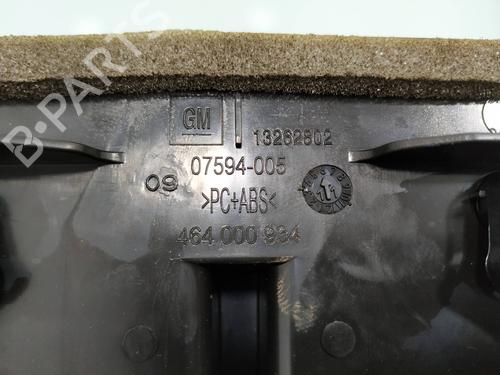 B-PARTS
GM
13262802
07594-005
09
>PC+ABS<
464 000 934